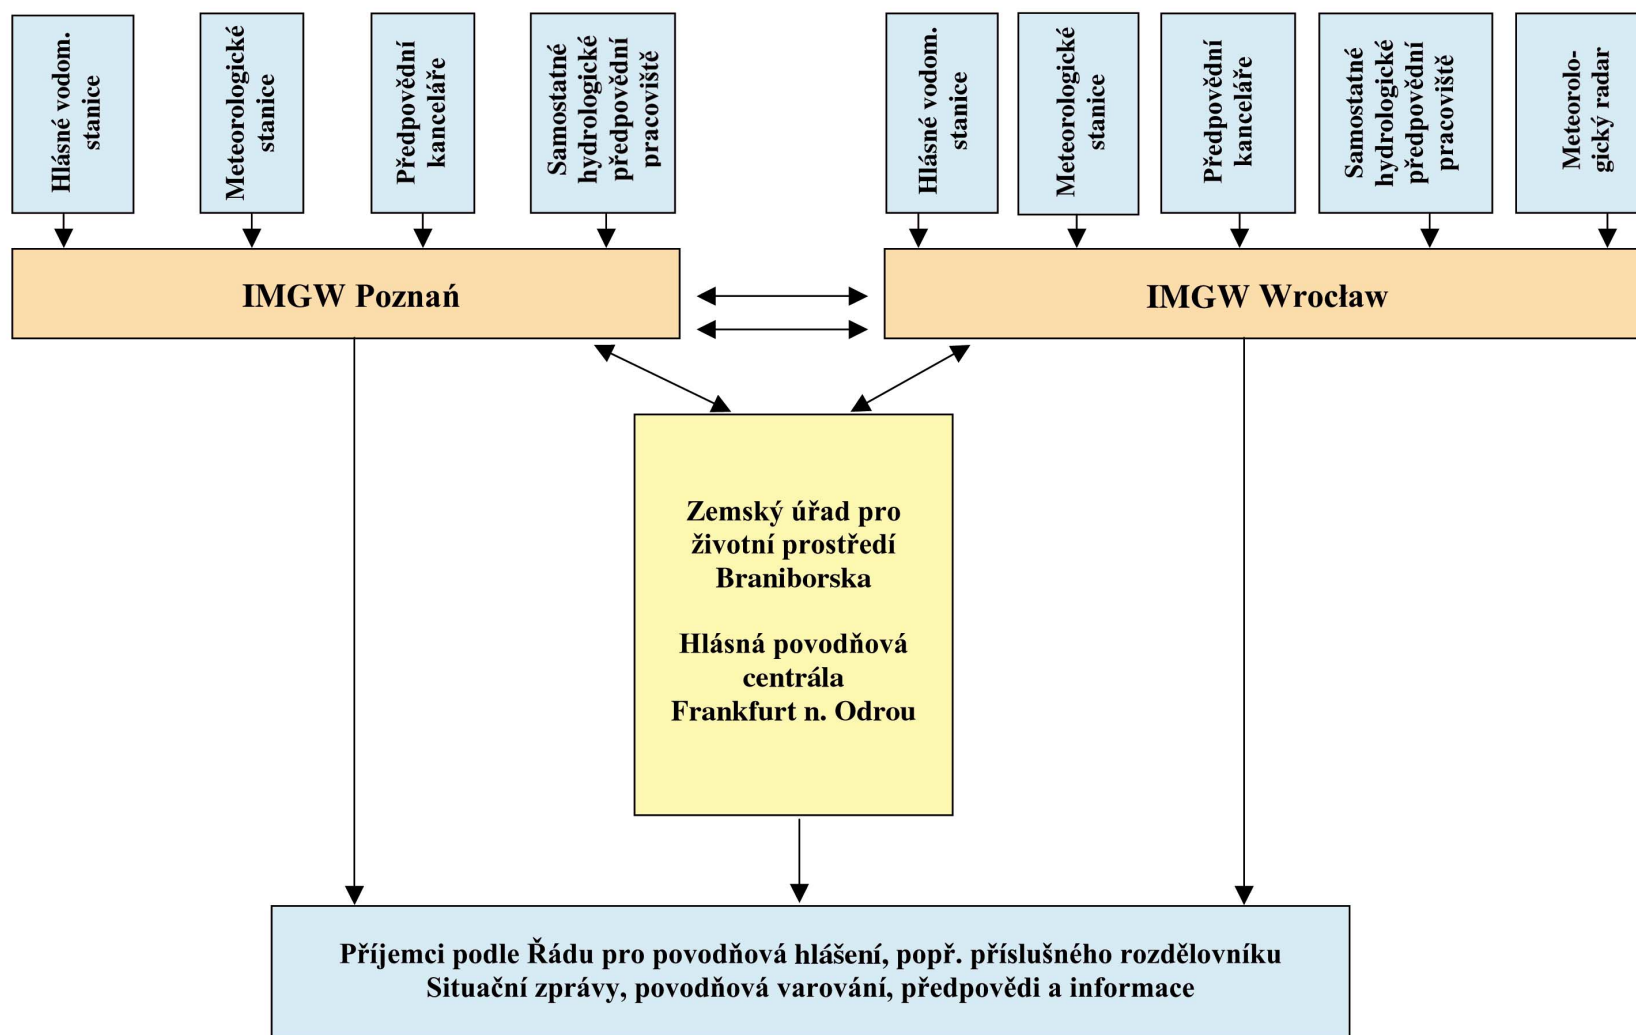 Hlásné vodom.
stanice
Meteorologické
stanice
Předpovědní
kanceláře
Samostatné
hydrologické
předpovědní
pracoviště
Hlásné vodom.
stanice
Meteorologické
stanice
Předpovědní
kanceláře
Samostatné
hydrologické
předpovědní
pracoviště
Meteorolo-
gický radar
IMGW Poznań
IMGW Wrocław
Zemský úřad pro
životní prostředí
Braniborska
Hlásná povodňová
centrála
Frankfurt n. Odrou
Příjemci podle Řádu pro povodňová hlášení, popř. příslušného rozdělovníku
Situační zprávy, povodňová varování, předpovědi a informace